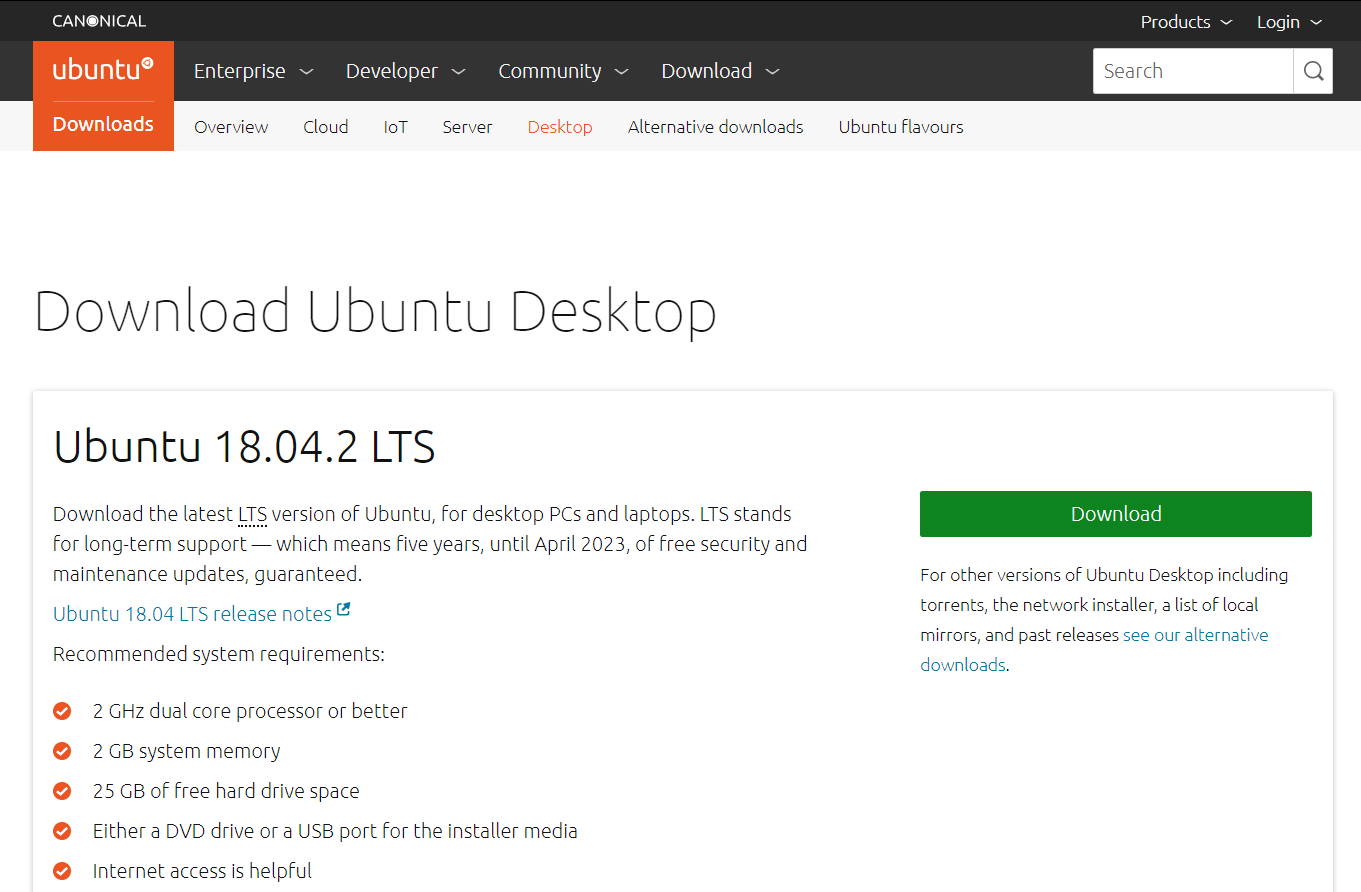 CANONICAL
Products
Login
ubuntu
Enterprise
Developer
Community
Download
Search
Downloads
Overview
Cloud
IoT
Server
Desktop
Alternative downloads
Ubuntu flavours
Download Ubuntu Desktop
Ubuntu 18.04.2 LTS
Download the latest LTS version of Ubuntu, for desktop PCs and laptops. LTS stands
for long-term support — which means five years, until April 2023, of free security and
maintenance updates, guaranteed.
Ubuntu 18.04 LTS release notes
Recommended system requirements:
2 GHz dual core processor or better
2 GB system memory
25 GB of free hard drive space
Either a DVD drive or a USB port for the installer media
Internet access is helpful
Download
For other versions of Ubuntu Desktop including
torrents, the network installer, a list of local
mirrors, and past releases see our alternative
downloads.